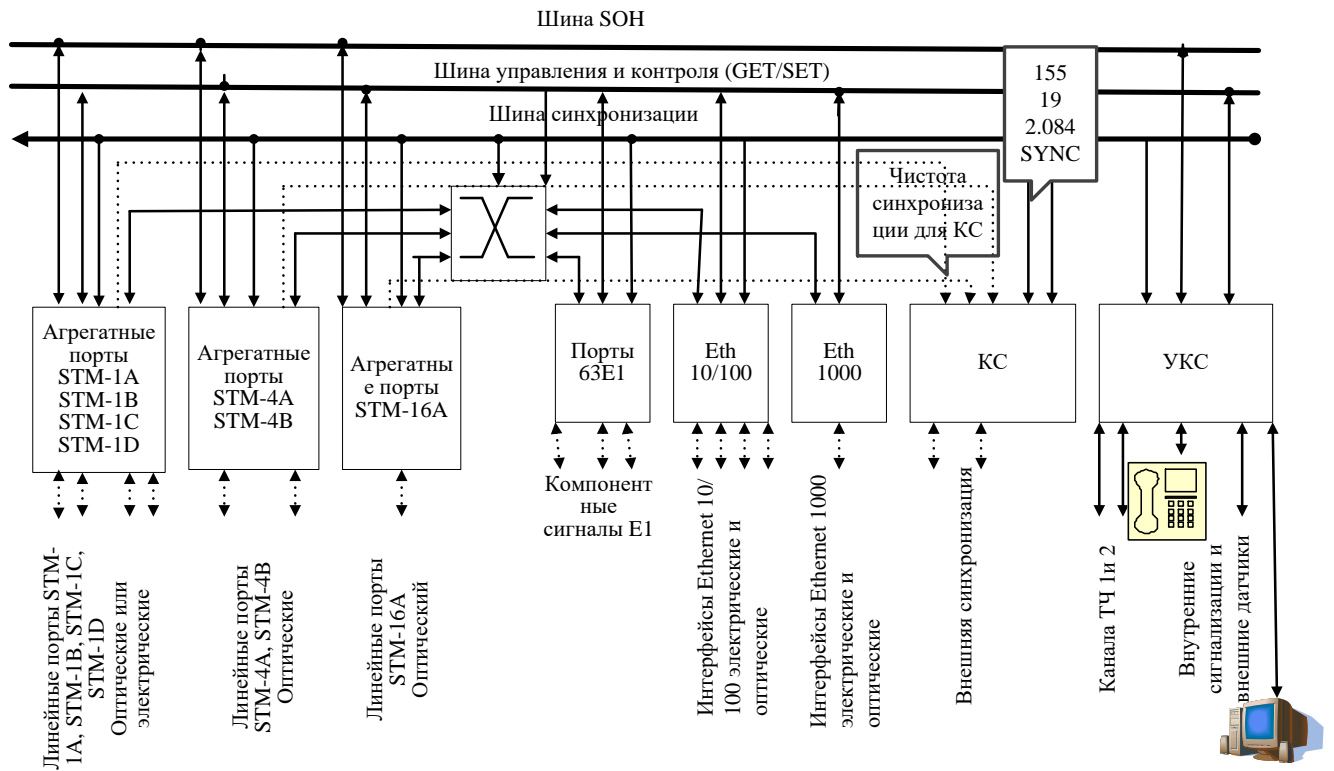 Шина SOH
Шина управления и контроля (GET/SET)
Шина синхронизации
155
19
2.084
SYNC
Чистота
синхрониза
ции для КС
Агрегатные
порты
STM-1A
STM-1B
STM-1C
STM-1D
Агрегатные
порты
STM-4A
STM-4B
Агрегатны
е порты
STM-16A
Порты
63E1
Eth
10/100
Eth
1000
КС
УКС
Линейные порты STM-
1A, STM-1B, STM-1C,
STM-1D
Оптические или
электрические
Линейные порты
STM-4A, STM-4B
Оптические
Линейные порты
STM-16A
Оптический
Компонент
ные
сигналы E1
Интерфейсы Ethernet 10/
100 электрические и
оптические
Интерфейсы Ethernet 1000
электрические и
оптические
Внешняя синхронизация
Канала ТЧ 1и 2
Внутренние
сигнализации и
внешние датчики